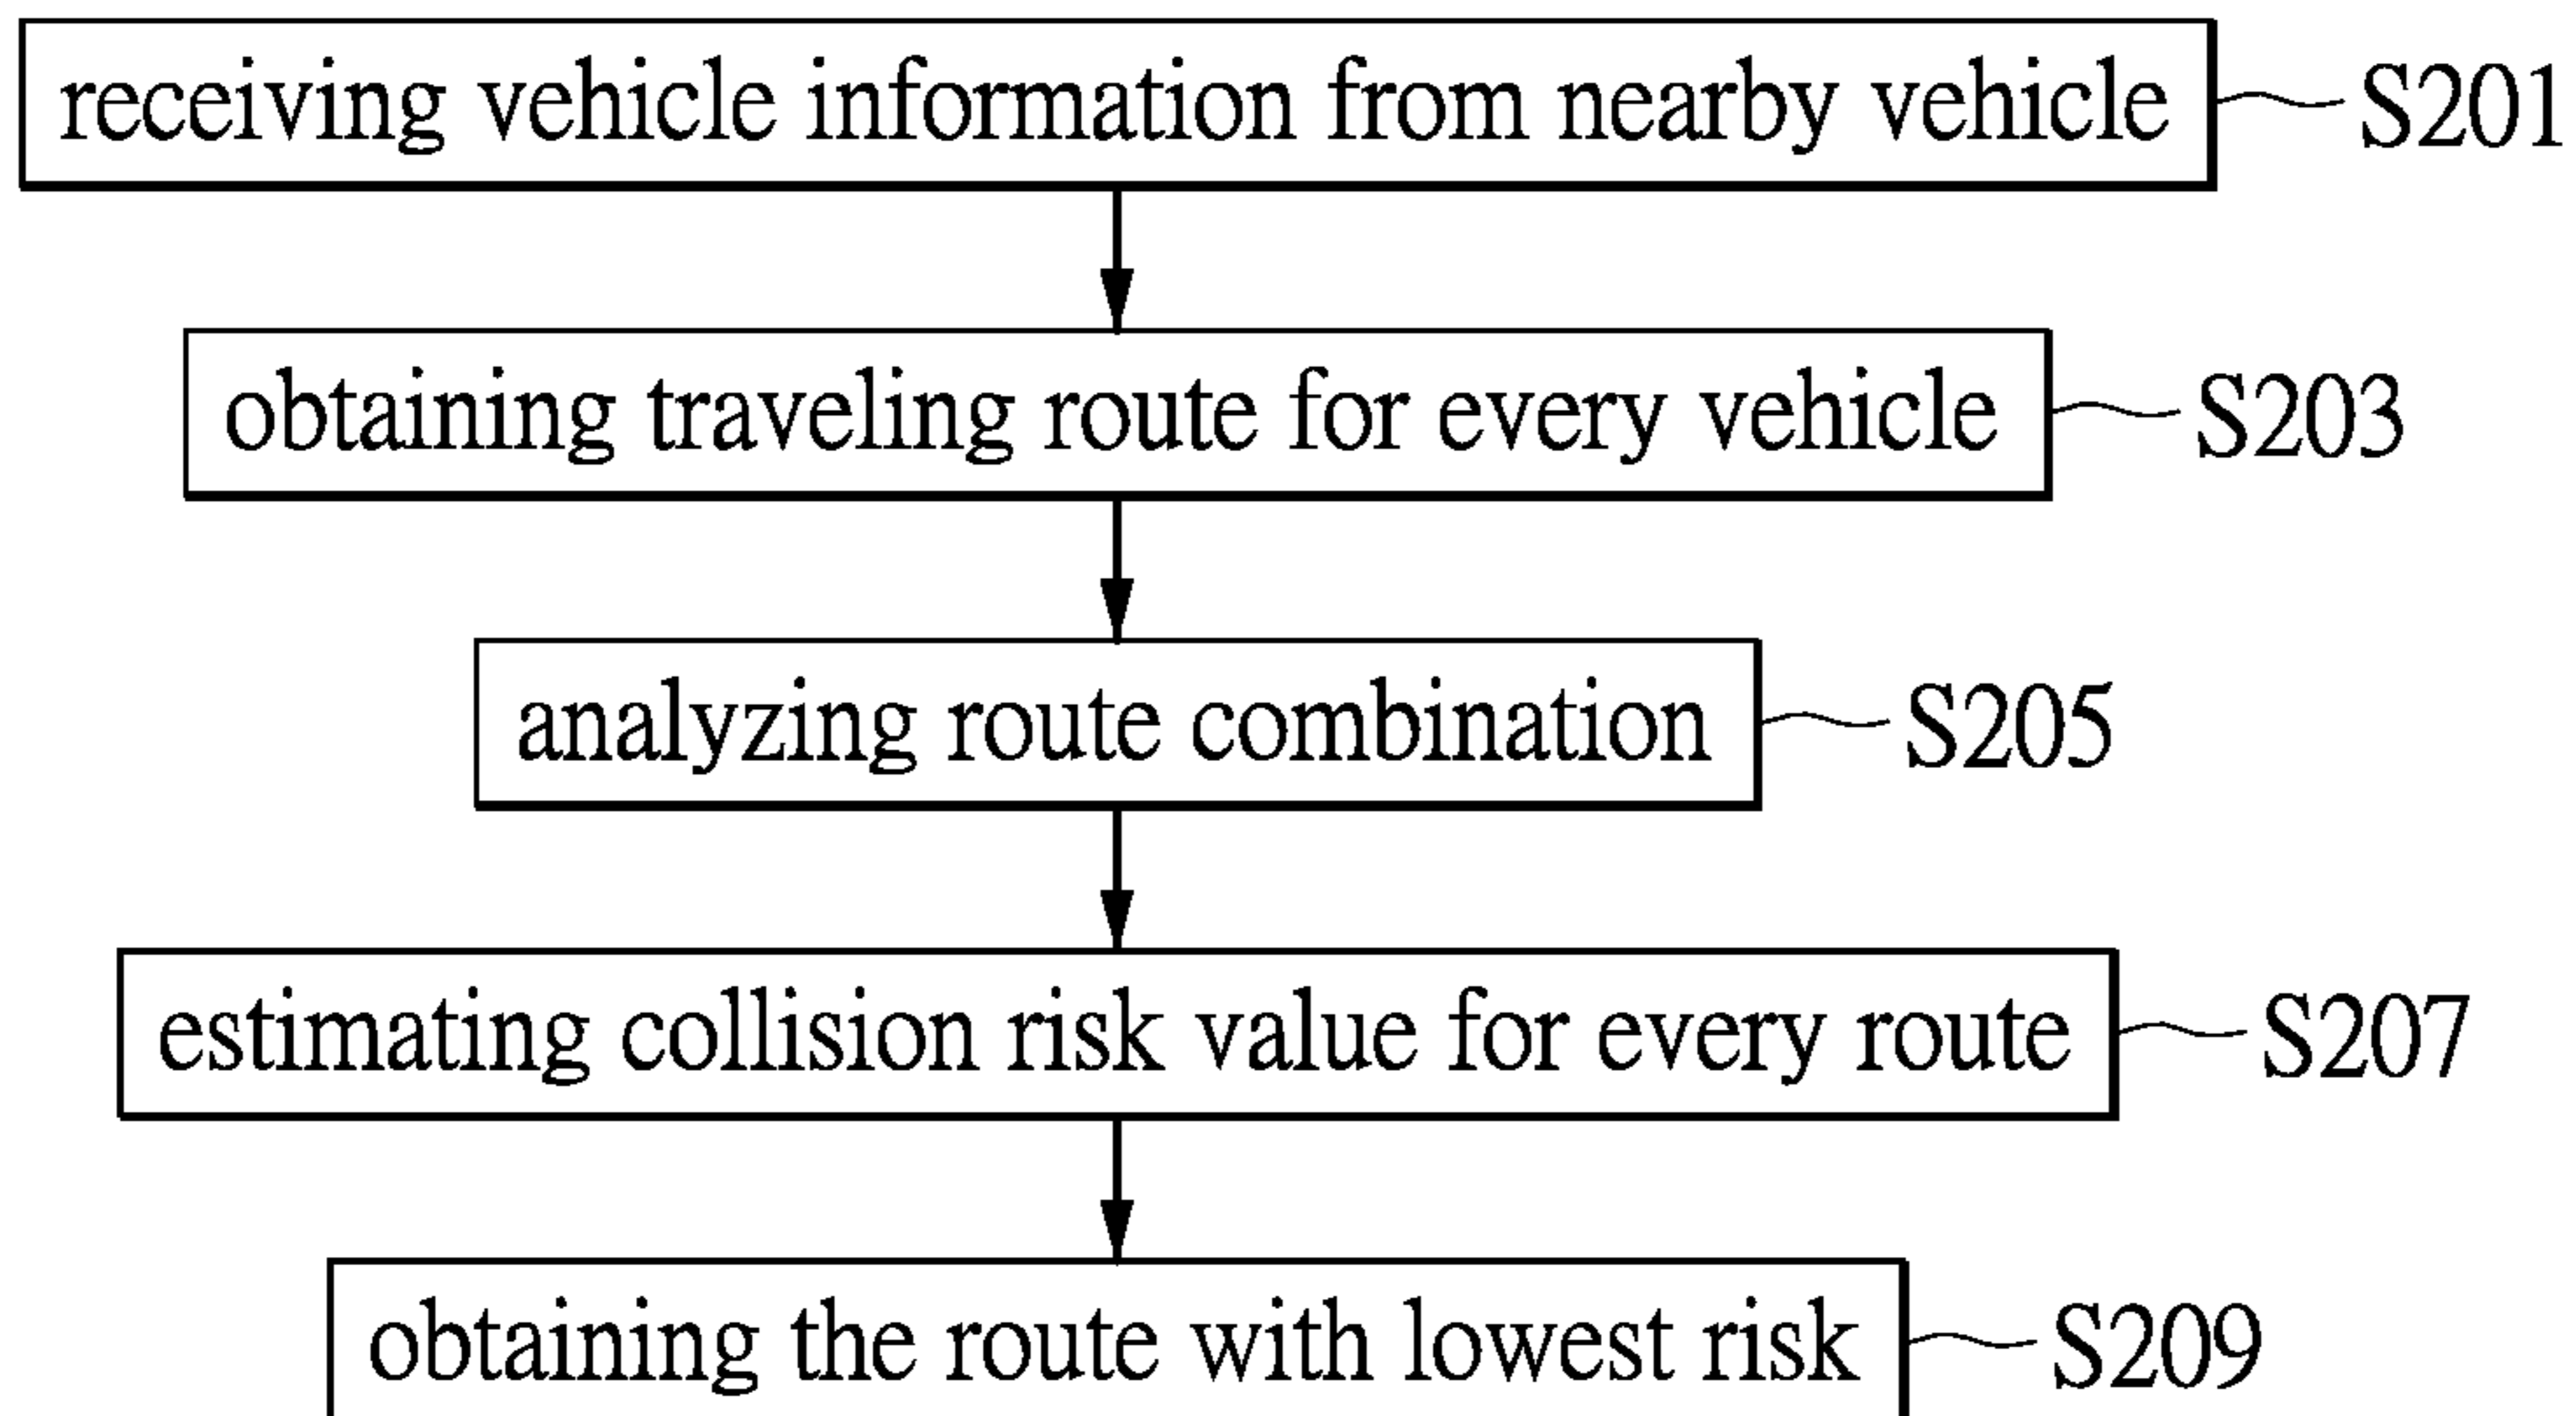 receiving vehicle information from nearby vehicle S201
obtaining traveling route for every vehicle S203
analyzing route combination S205
estimating collision risk value for every route S207
obtaining the route with lowest risk S209